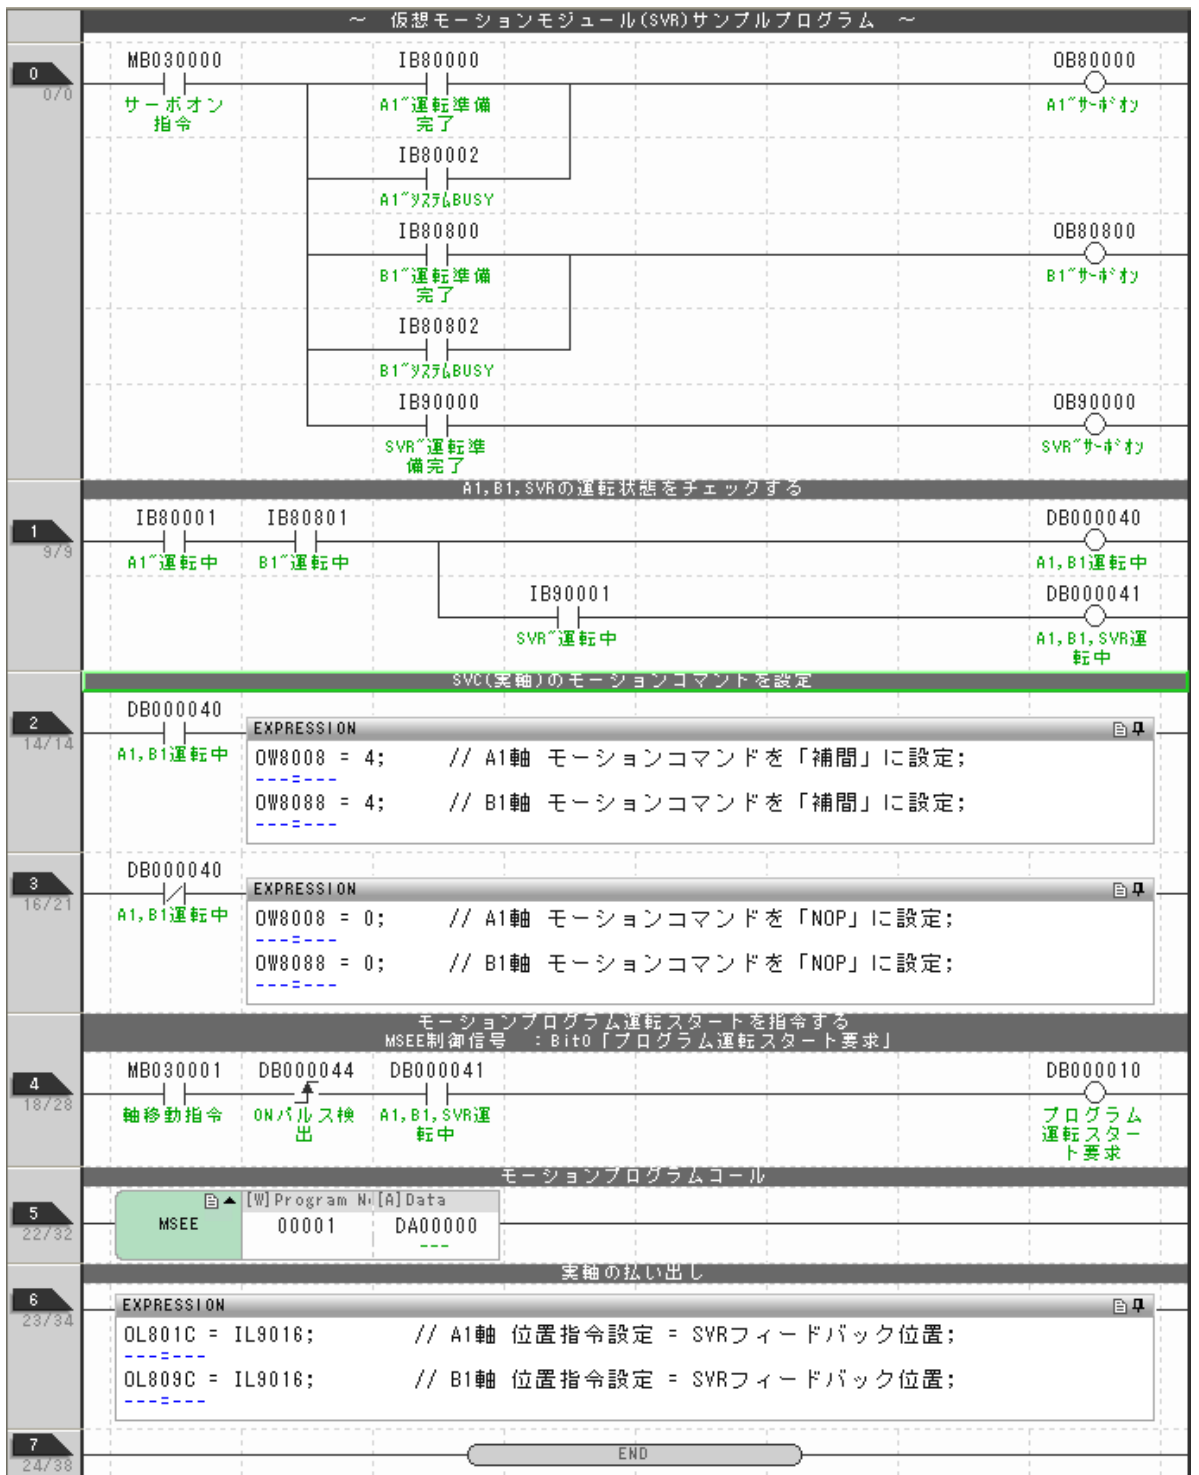 ～ 仮想モーションモジュール(SVR)サンプルプログラム ～
0
0/0
MB030000
IB80000
OB80000
サーボオン
指令
A1~運転準備
完了
A1~ｻｰﾎﾞｵﾝ
IB80002
A1~ｼｽﾃﾑBUSY
IB80800
OB80800
B1~運転準備
完了
B1~ｻｰﾎﾞｵﾝ
IB80802
B1~ｼｽﾃﾑBUSY
IB90000
OB90000
SVR~運転準
備完了
SVR~ｻｰﾎﾞｵﾝ
A1,B1,SVRの運転状態をチェックする
1
9/9
IB80001
IB80801
DB000040
A1~運転中
B1~運転中
A1,B1運転中
IB90001
DB000041
SVR~運転中
A1,B1,SVR運
転中
SVC(実軸)のモーションコマンドを設定
2
14/14
DB000040
A1,B1運転中
EXPRESSION
OW8008 = 4; // A1軸 モーションコマンドを「補間」に設定;
---=---
OW8088 = 4; // B1軸 モーションコマンドを「補間」に設定;
---=---
3
16/21
DB000040
A1,B1運転中
EXPRESSION
OW8008 = 0; // A1軸 モーションコマンドを「NOP」に設定;
---=---
OW8088 = 0; // B1軸 モーションコマンドを「NOP」に設定;
---=---
モーションプログラム運転スタートを指令する
MSEE制御信号 ：Bit0「プログラム運転スタート要求」
4
18/28
MB030001
DB000044
DB000041
DB000010
軸移動指令
ONパルス検
出
A1,B1,SVR運
転中
プログラム
運転スター
ト要求
モーションプログラムコール
5
22/32
MSEE
[W]Program N
[A]Data
00001
DA00000
---
実軸の払い出し
6
23/34
EXPRESSION
OL801C = IL9016; // A1軸 位置指令設定 = SVRフィードバック位置;
---=---
OL809C = IL9016; // B1軸 位置指令設定 = SVRフィードバック位置;
---=---
7
24/38
END